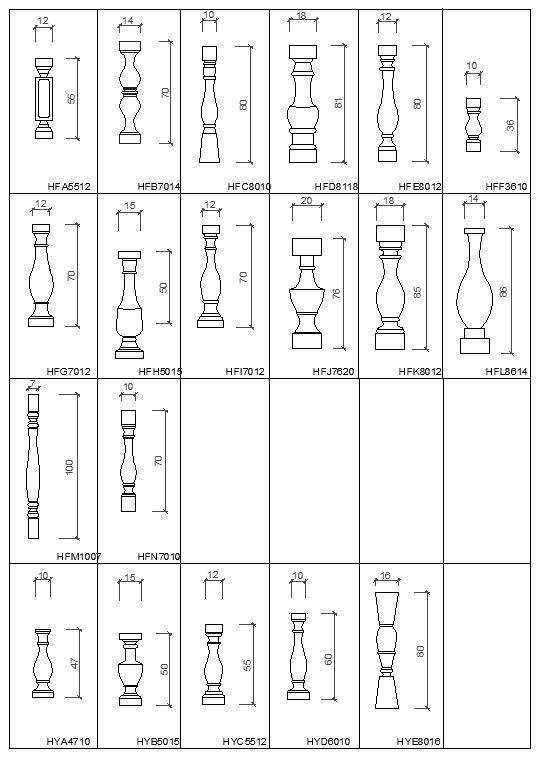 12
55
HFA5512
14
70
HFB7014
10
80
HFC8010
18
81
HFD8118
12
80
HFE8012
10
36
HFF3610
12
70
HFG7012
15
50
HFH5015
12
70
HFI7012
20
76
HFJ7620
18
85
HFK8012
14
86
HFL8614
7
100
HFM1007
10
70
HFN7010
10
47
HYA4710
15
50
HYB5015
12
55
HYC5512
10
60
HYD6010
16
80
HYE8016